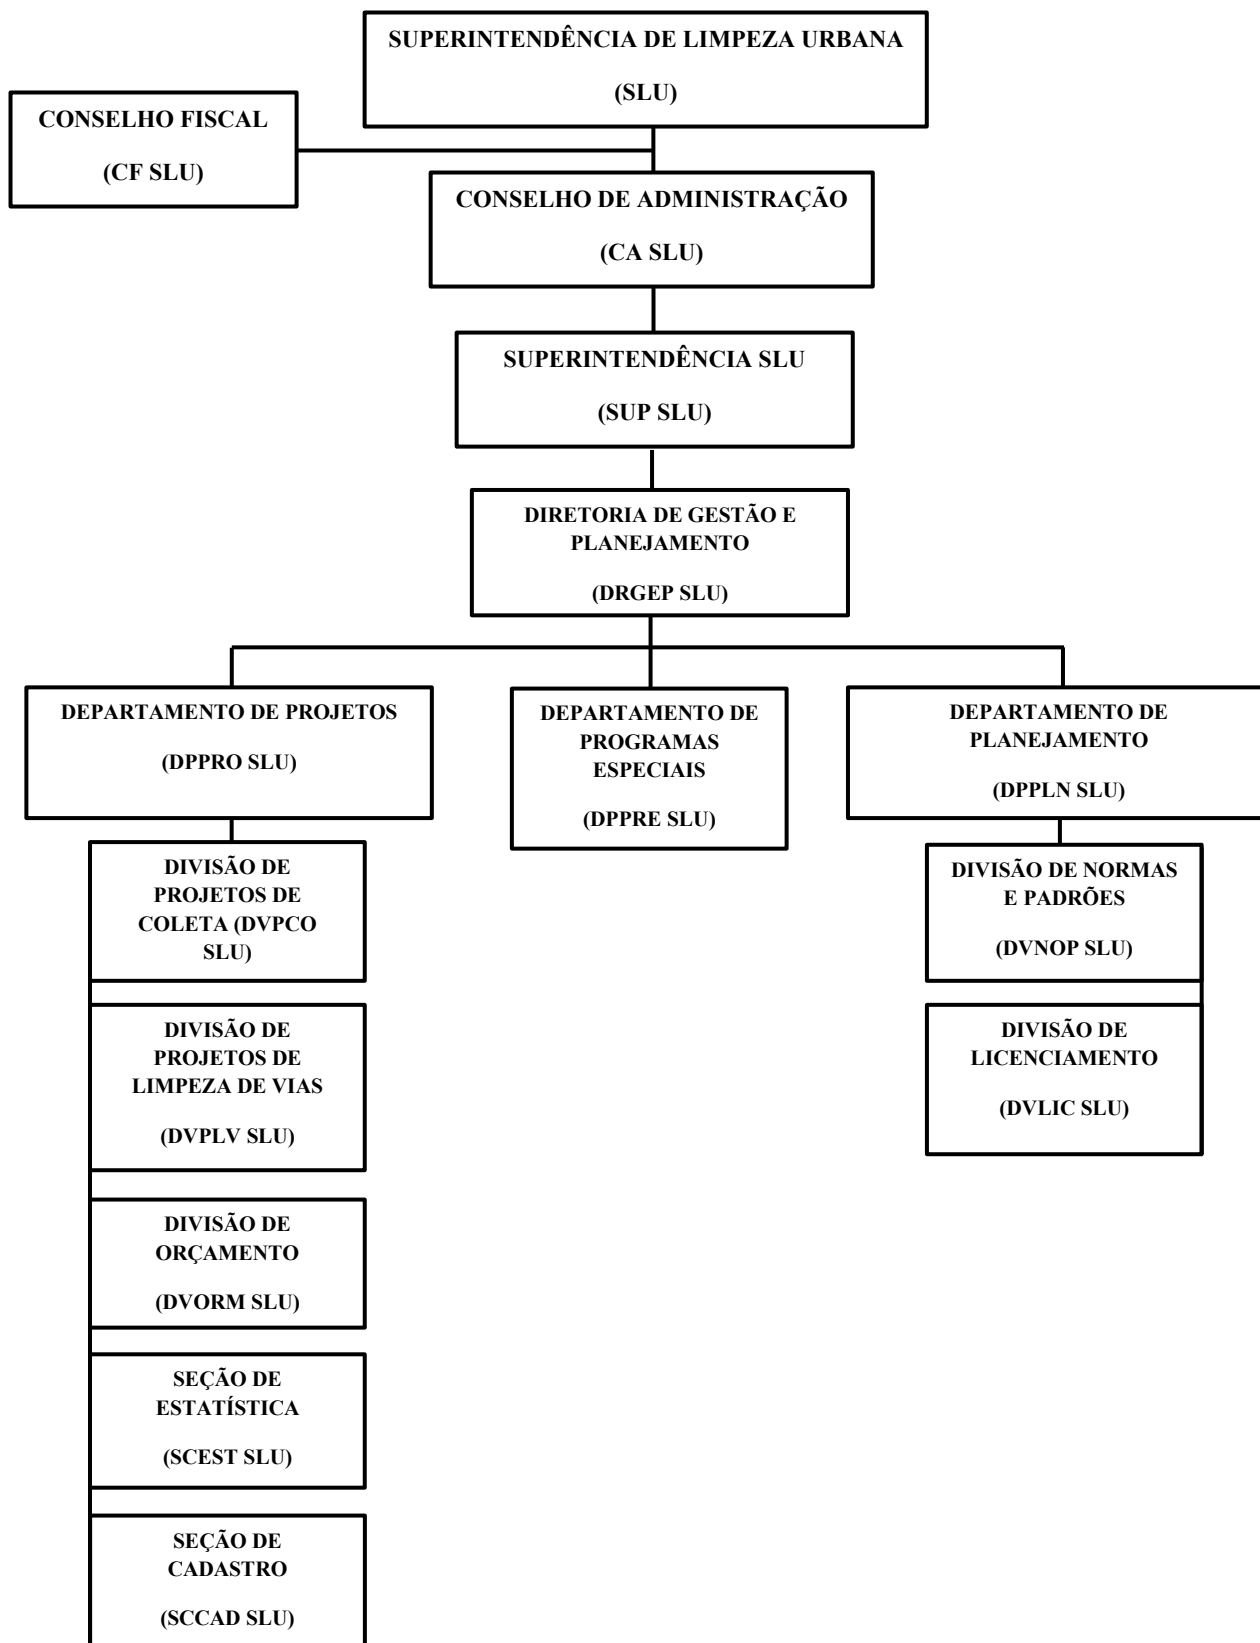 SUPERINTENDÊNCIA DE LIMPEZA URBANA
(SLU)
CONSELHO FISCAL
(CF SLU)
CONSELHO DE ADMINISTRAÇÃO
(CA SLU)
SUPERINTENDÊNCIA SLU
(SUP SLU)
DIRETORIA DE GESTÃO E
PLANEJAMENTO
(DRGEP SLU)
DEPARTAMENTO DE PROJETOS
(DPPRO SLU)
DEPARTAMENTO DE
PROGRAMAS
ESPECIAIS
(DPPRE SLU)
DEPARTAMENTO DE
PLANEJAMENTO
(DPPLN SLU)
DIVISÃO DE
PROJETOS DE
COLETA (DVPCO
SLU)
DIVISÃO DE NORMAS
E PADRÕES
(DVNOP SLU)
DIVISÃO DE
PROJETOS DE
LIMPEZA DE VIAS
(DVPLV SLU)
DIVISÃO DE
LICENCIAMENTO
(DVLIC SLU)
DIVISÃO DE
ORÇAMENTO
(DVORM SLU)
SEÇÃO DE
ESTATÍSTICA
(SCEST SLU)
SEÇÃO DE
CADASTRO
(SCCAD SLU)